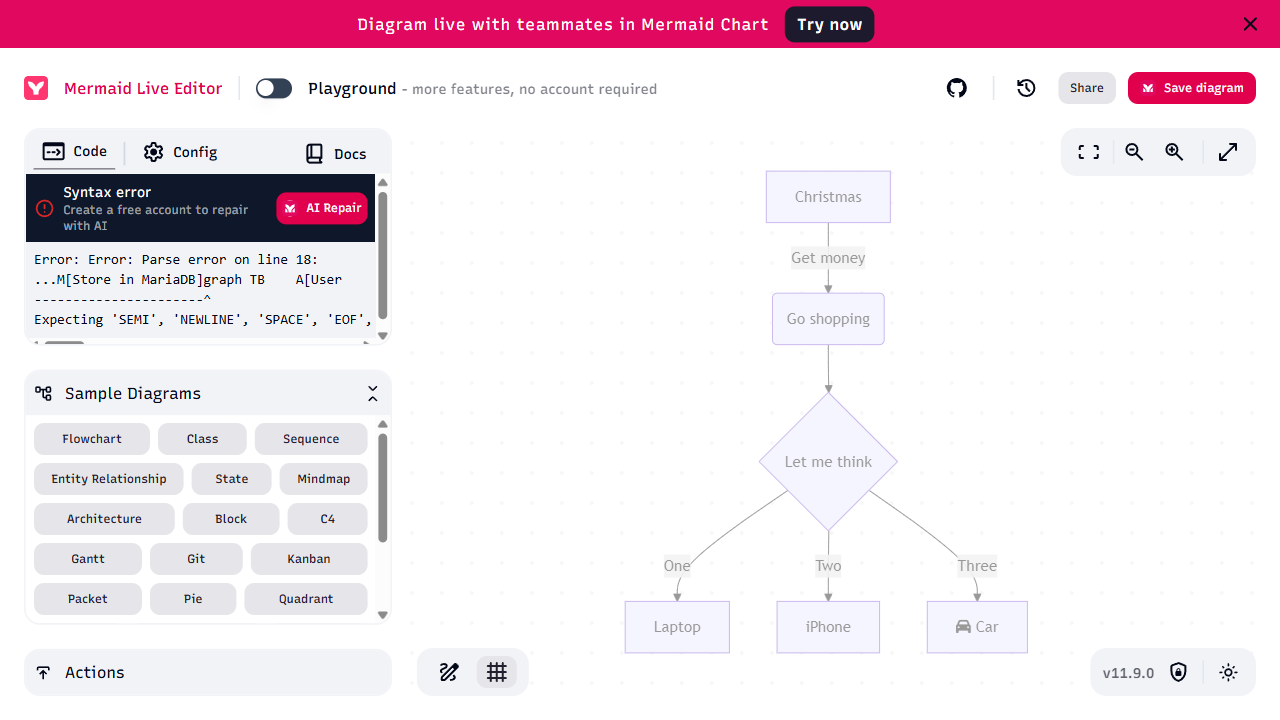 Diagram live with teammates in Mermaid Chart Try now
Mermaid Live Editor Playground - more features, no account required Share Save diagram
Code Config Docs
Syntax error
Create a free account to repair
with AI
AI Repair
Error: Error: Parse error on line 18:
...M[Store in MariaDB]graph TB    A[User
----------------------^
Expecting 'SEMI', 'NEWLINE', 'SPACE', 'EOF',
Sample Diagrams
Flowchart Class Sequence
Entity Relationship State Mindmap
Architecture Block C4
Gantt Git Kanban
Packet Pie Quadrant
Actions
Christmas
Get money
Go shopping
Let me think
One Two Three
Laptop iPhone Car
v11.9.0